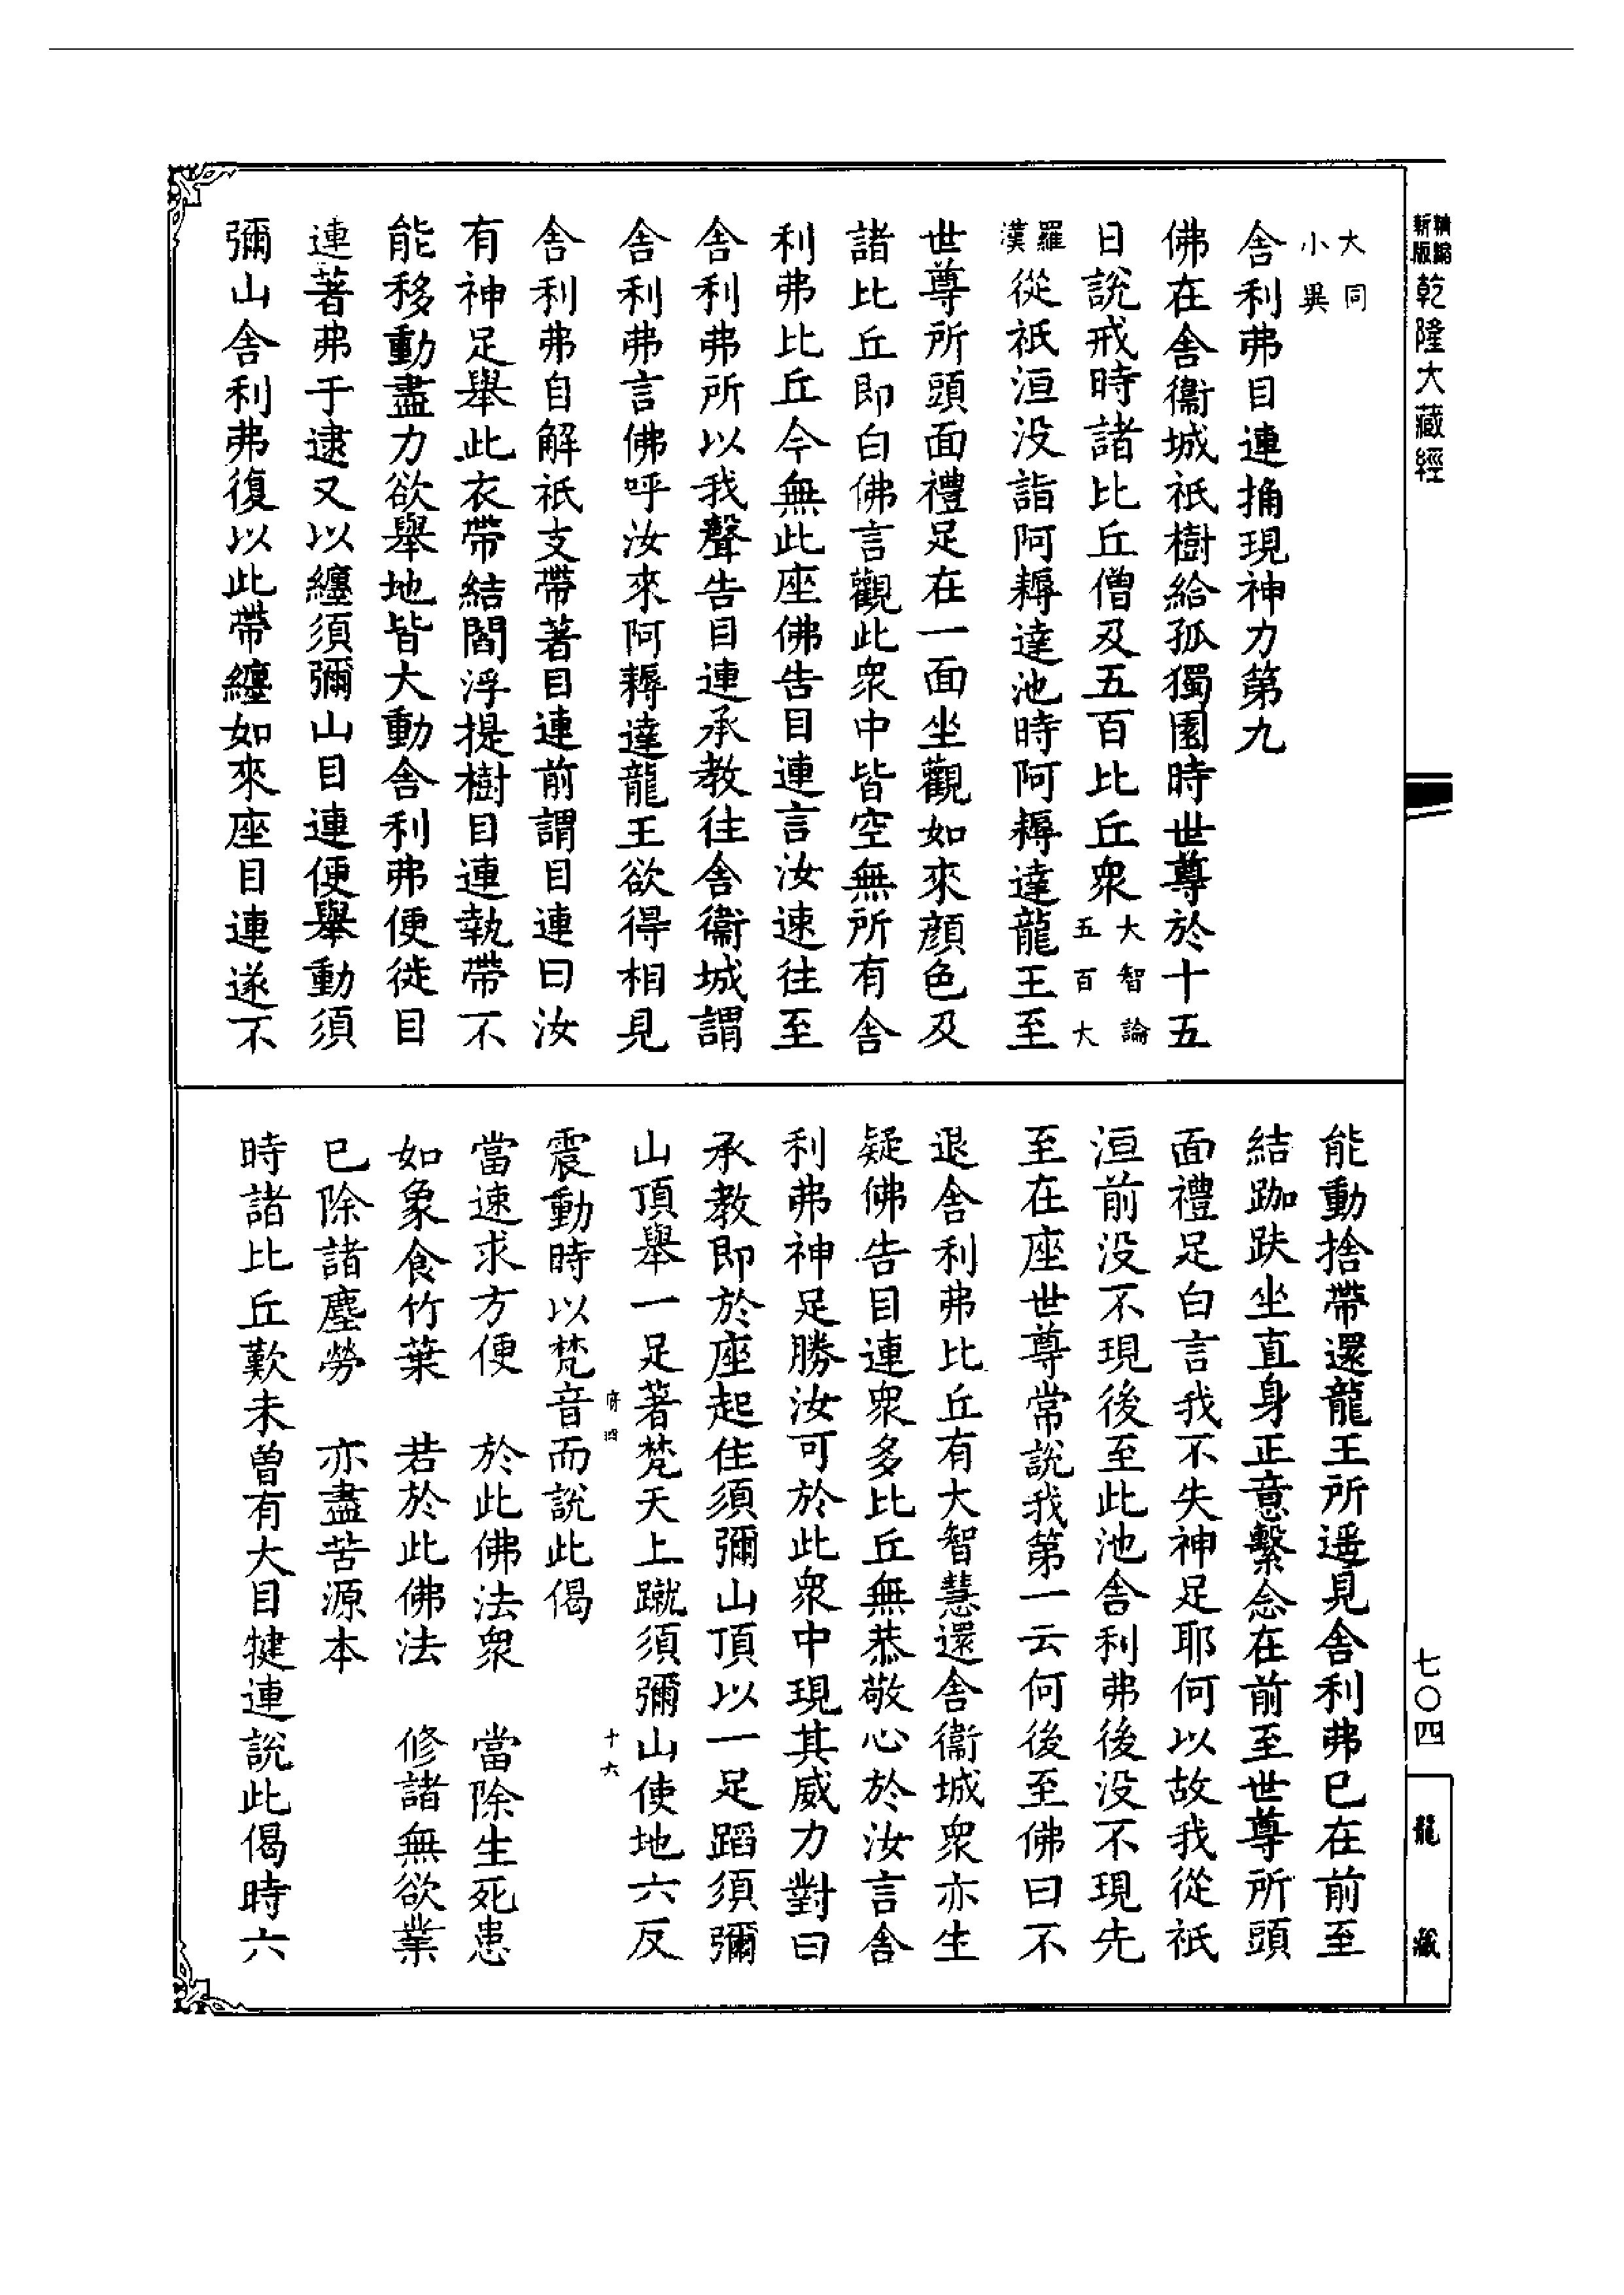 精縮
新版
乾隆大藏經
七〇四
龍藏
大同
小異
舍利弗目連捔現神力第九
佛在舍衞城祇樹給孤獨園時世尊於十五
日說戒時諸比丘僧及五百比丘衆大智論五百大
羅漢從祇洹没詣阿耨達池時阿耨達龍王至
世尊所頭面禮足在一面坐觀如來顔色及
諸比丘即白佛言觀此衆中皆空無所有舍
利弗比丘今無此座佛告目連言汝速往至
舍利弗所以我聲告目連承教往舍衞城謂
舍利弗言佛呼汝來阿耨達龍王欲得相見
舍利弗自解祇支帶著目連前謂目連曰汝
有神足舉此衣帶結閻浮提樹目連執帶不
能移動盡力欲舉地皆大動舍利弗便徙目
連著弗于逮又以纏須彌山目連便舉動須
彌山舍利弗復以此帶纏如來座目連遂不
能動捨帶還龍王所遥見舍利弗已在前至
結跏趺坐直身正意繫念在前至世尊所頭
面禮足白言我不失神足耶何以故我從祇
洹前没不現後至此池舍利弗後没不現先
至在座世尊常說我第一云何後至佛曰不
退舍利弗比丘有大智慧還舍衞城衆亦生
疑佛告目連衆多比丘無恭敬心於汝言舍
利弗神足勝汝可於此衆中現其威力對曰
承教即於座起住須彌山頂以一足蹈須彌
山頂舉一足著梵天上蹴須彌山使地六反
府四
十六
震動時以梵音而說此偈
當速求方便　於此佛法衆　當除生死患
如象食竹葉　若於此佛法　修諸無欲業
已除諸塵勞　亦盡苦源本
時諸比丘歎未曾有大目犍連說此偈時六